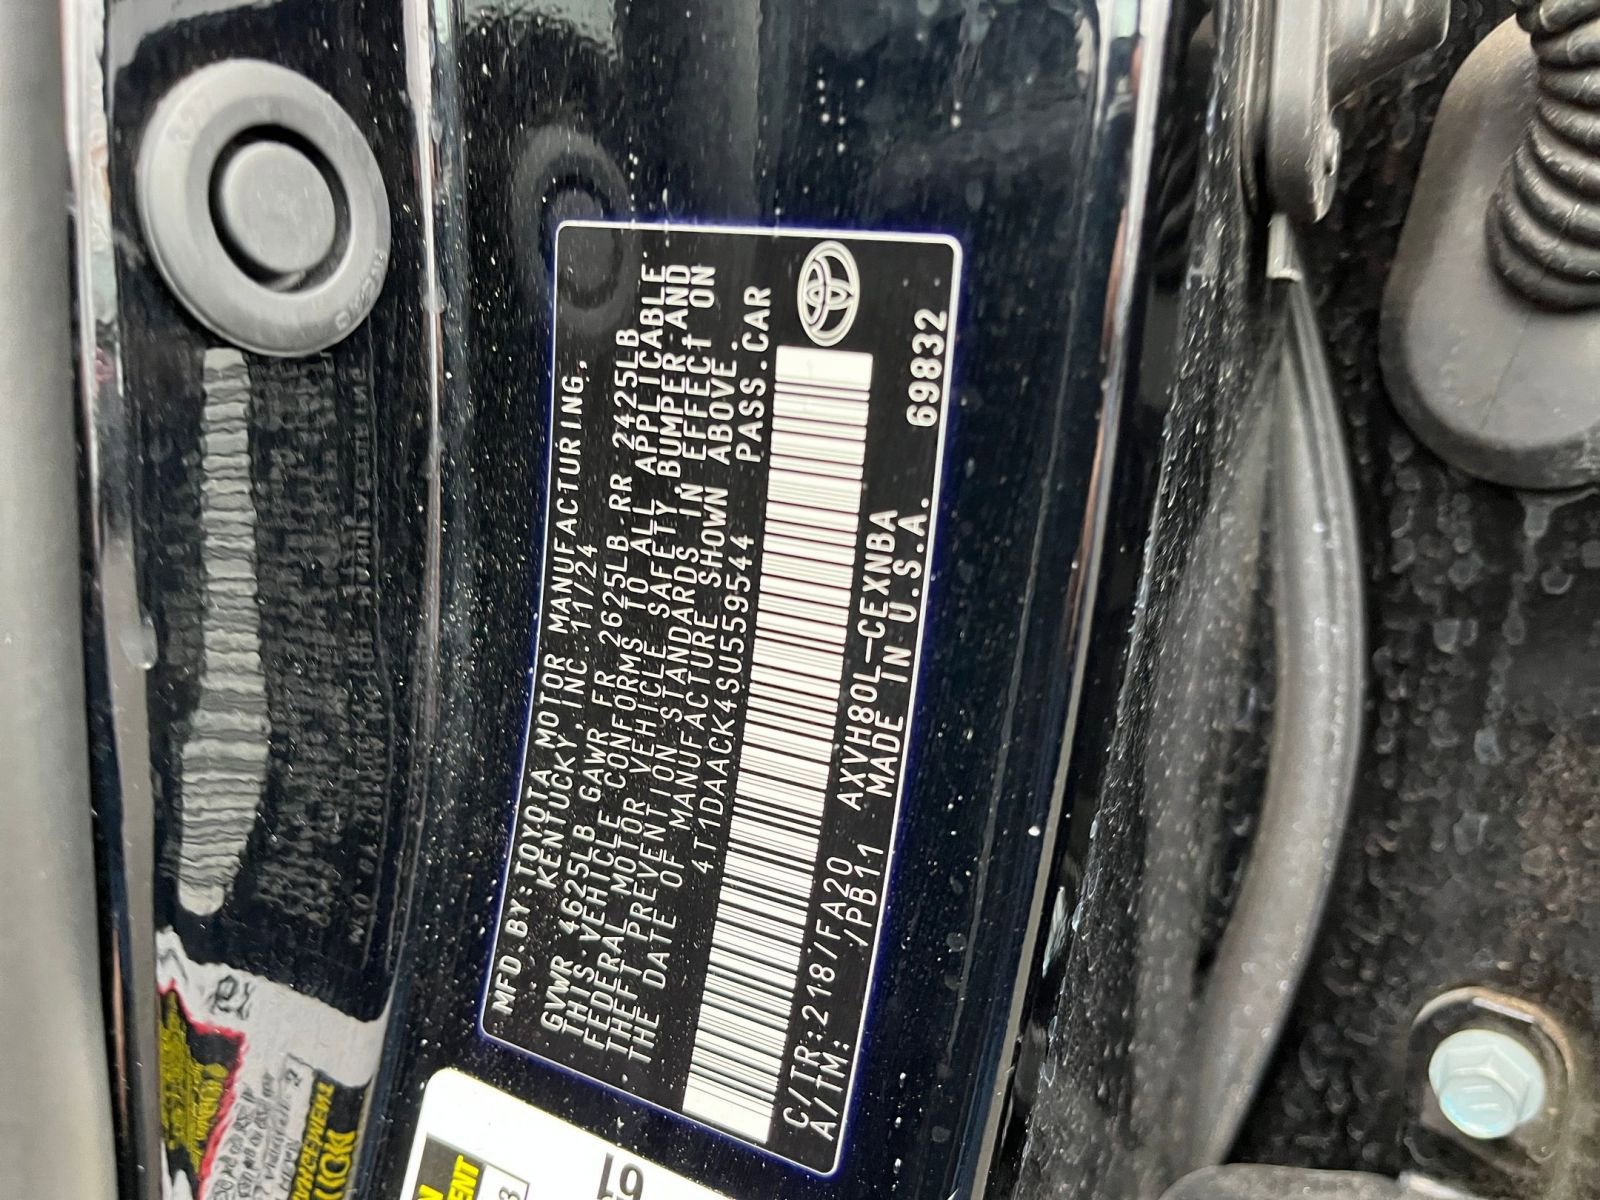 MFD.BY:TOYOTA MOTOR MANUFACTURING,
KENTUCKY, INC. 11/24
GVWR 4625LB GAWR FR 2625LB RR 2425LB
THIS VEHICLE CONFORMS TO ALL APPLICABLE
FEDERAL MOTOR VEHICLE SAFETY,BUMPER,AND
THEFT PREVENTION STANDARDS IN EFFECT ON
THE DATE OF MANUFACTURE SHOWN ABOVE.
4T1DAACK4SU559544 PASS.CAR
C/TR:218/FA20 AXVH80L-CEXNBA 69832
A/TM: /PB11 MADE IN U.S.A.
19